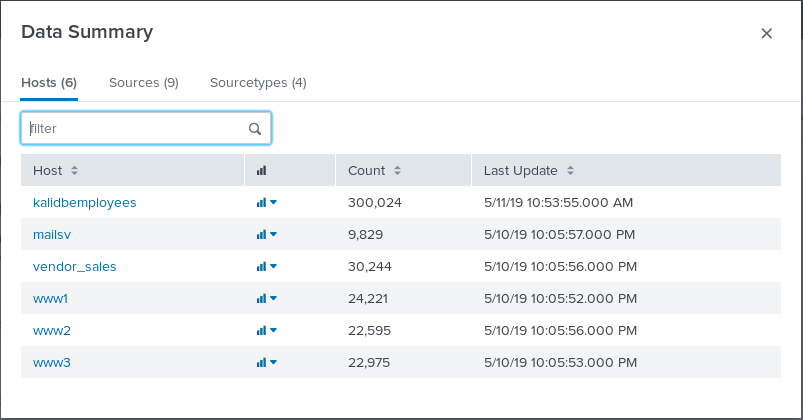 Data Summary
Hosts (6) Sources (9) Sourcetypes (4)
filter
Host Count Last Update
kalidbemployees 300,024 5/11/19 10:53:55.000 AM
mailsv 9,829 5/10/19 10:05:57.000 PM
vendor_sales 30,244 5/10/19 10:05:56.000 PM
www1 24,221 5/10/19 10:05:52.000 PM
www2 22,595 5/10/19 10:05:56.000 PM
www3 22,975 5/10/19 10:05:53.000 PM